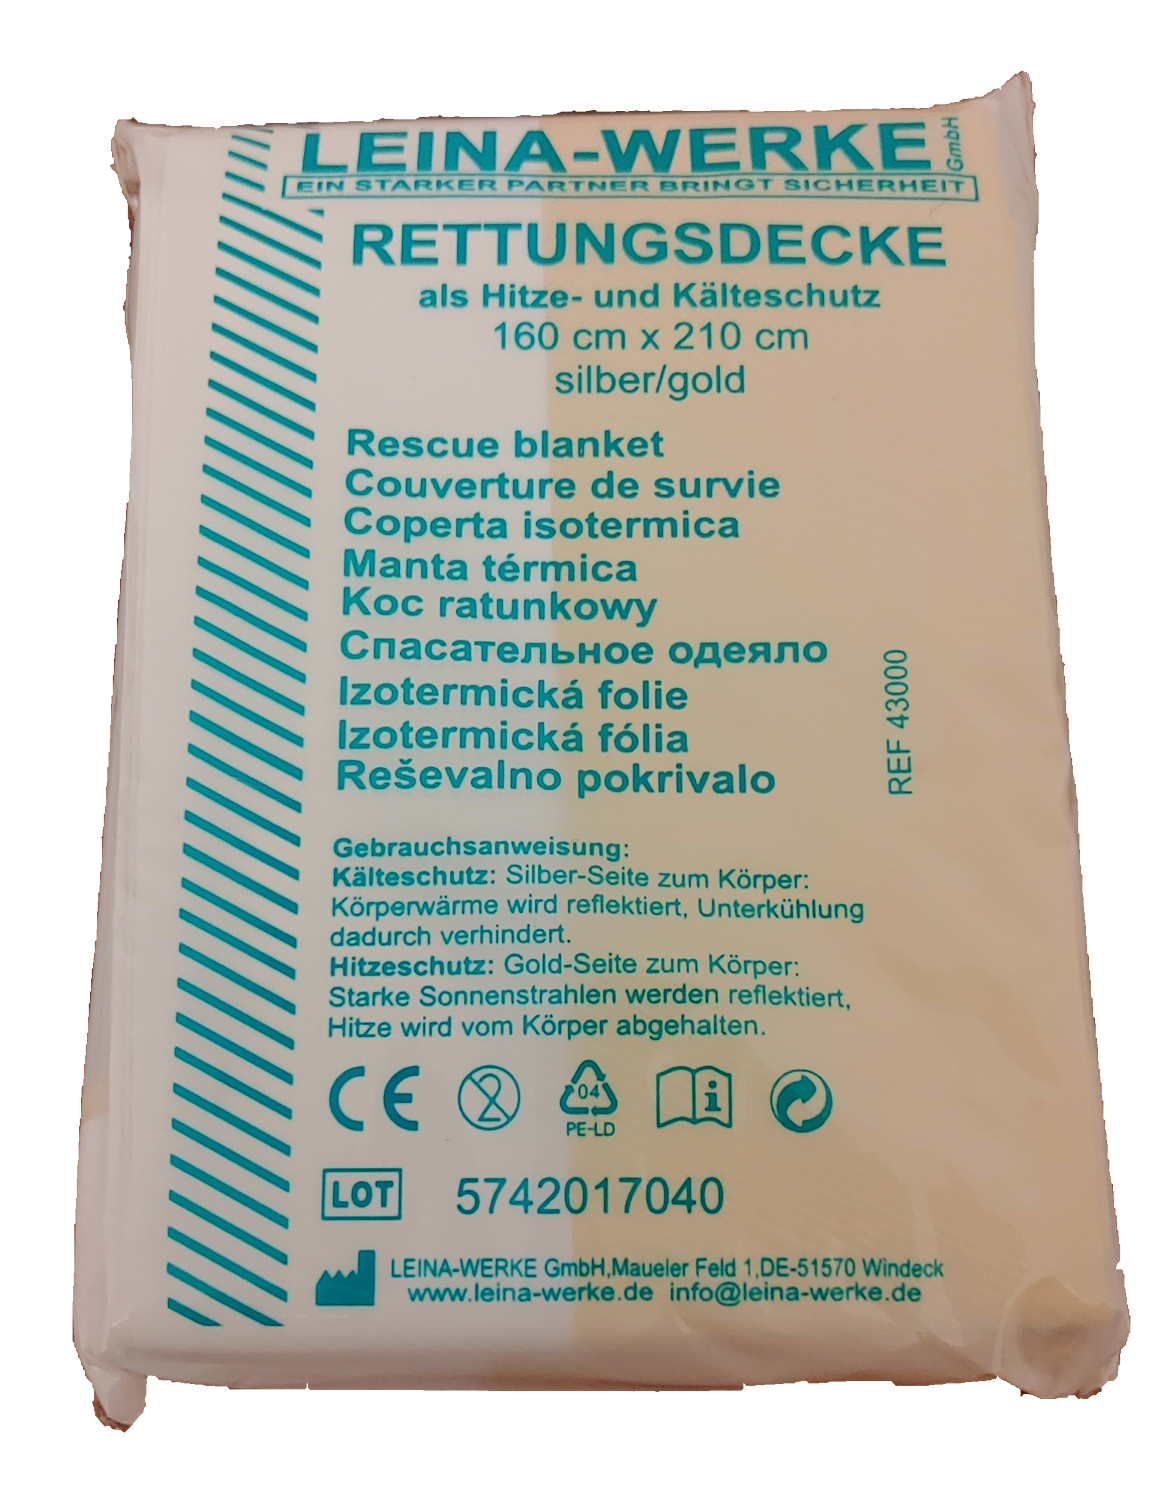 LEINA-WERKE GmbH
EIN STARKER PARTNER BRINGT SICHERHEIT
RETTUNGSDECKE
als Hitze- und Kälteschutz
160 cm x 210 cm
silber/gold
Rescue blanket
Couverture de survie
Coperta isotermica
Manta térmica
Koc ratunkowy
Спасательное одеяло
Izotermická folie
Izotermická fólia
Reševalno pokrivalo
REF 43000
Gebrauchsanweisung:
Kälteschutz: Silber-Seite zum Körper:
Körperwärme wird reflektiert, Unterkühlung
dadurch verhindert.
Hitzeschutz: Gold-Seite zum Körper:
Starke Sonnenstrahlen werden reflektiert,
Hitze wird vom Körper abgehalten.
CE 2 04 i
PE-LD
LOT 5742017040
LEINA-WERKE GmbH,Maueler Feld 1,DE-51570 Windeck
www.leina-werke.de info@leina-werke.de